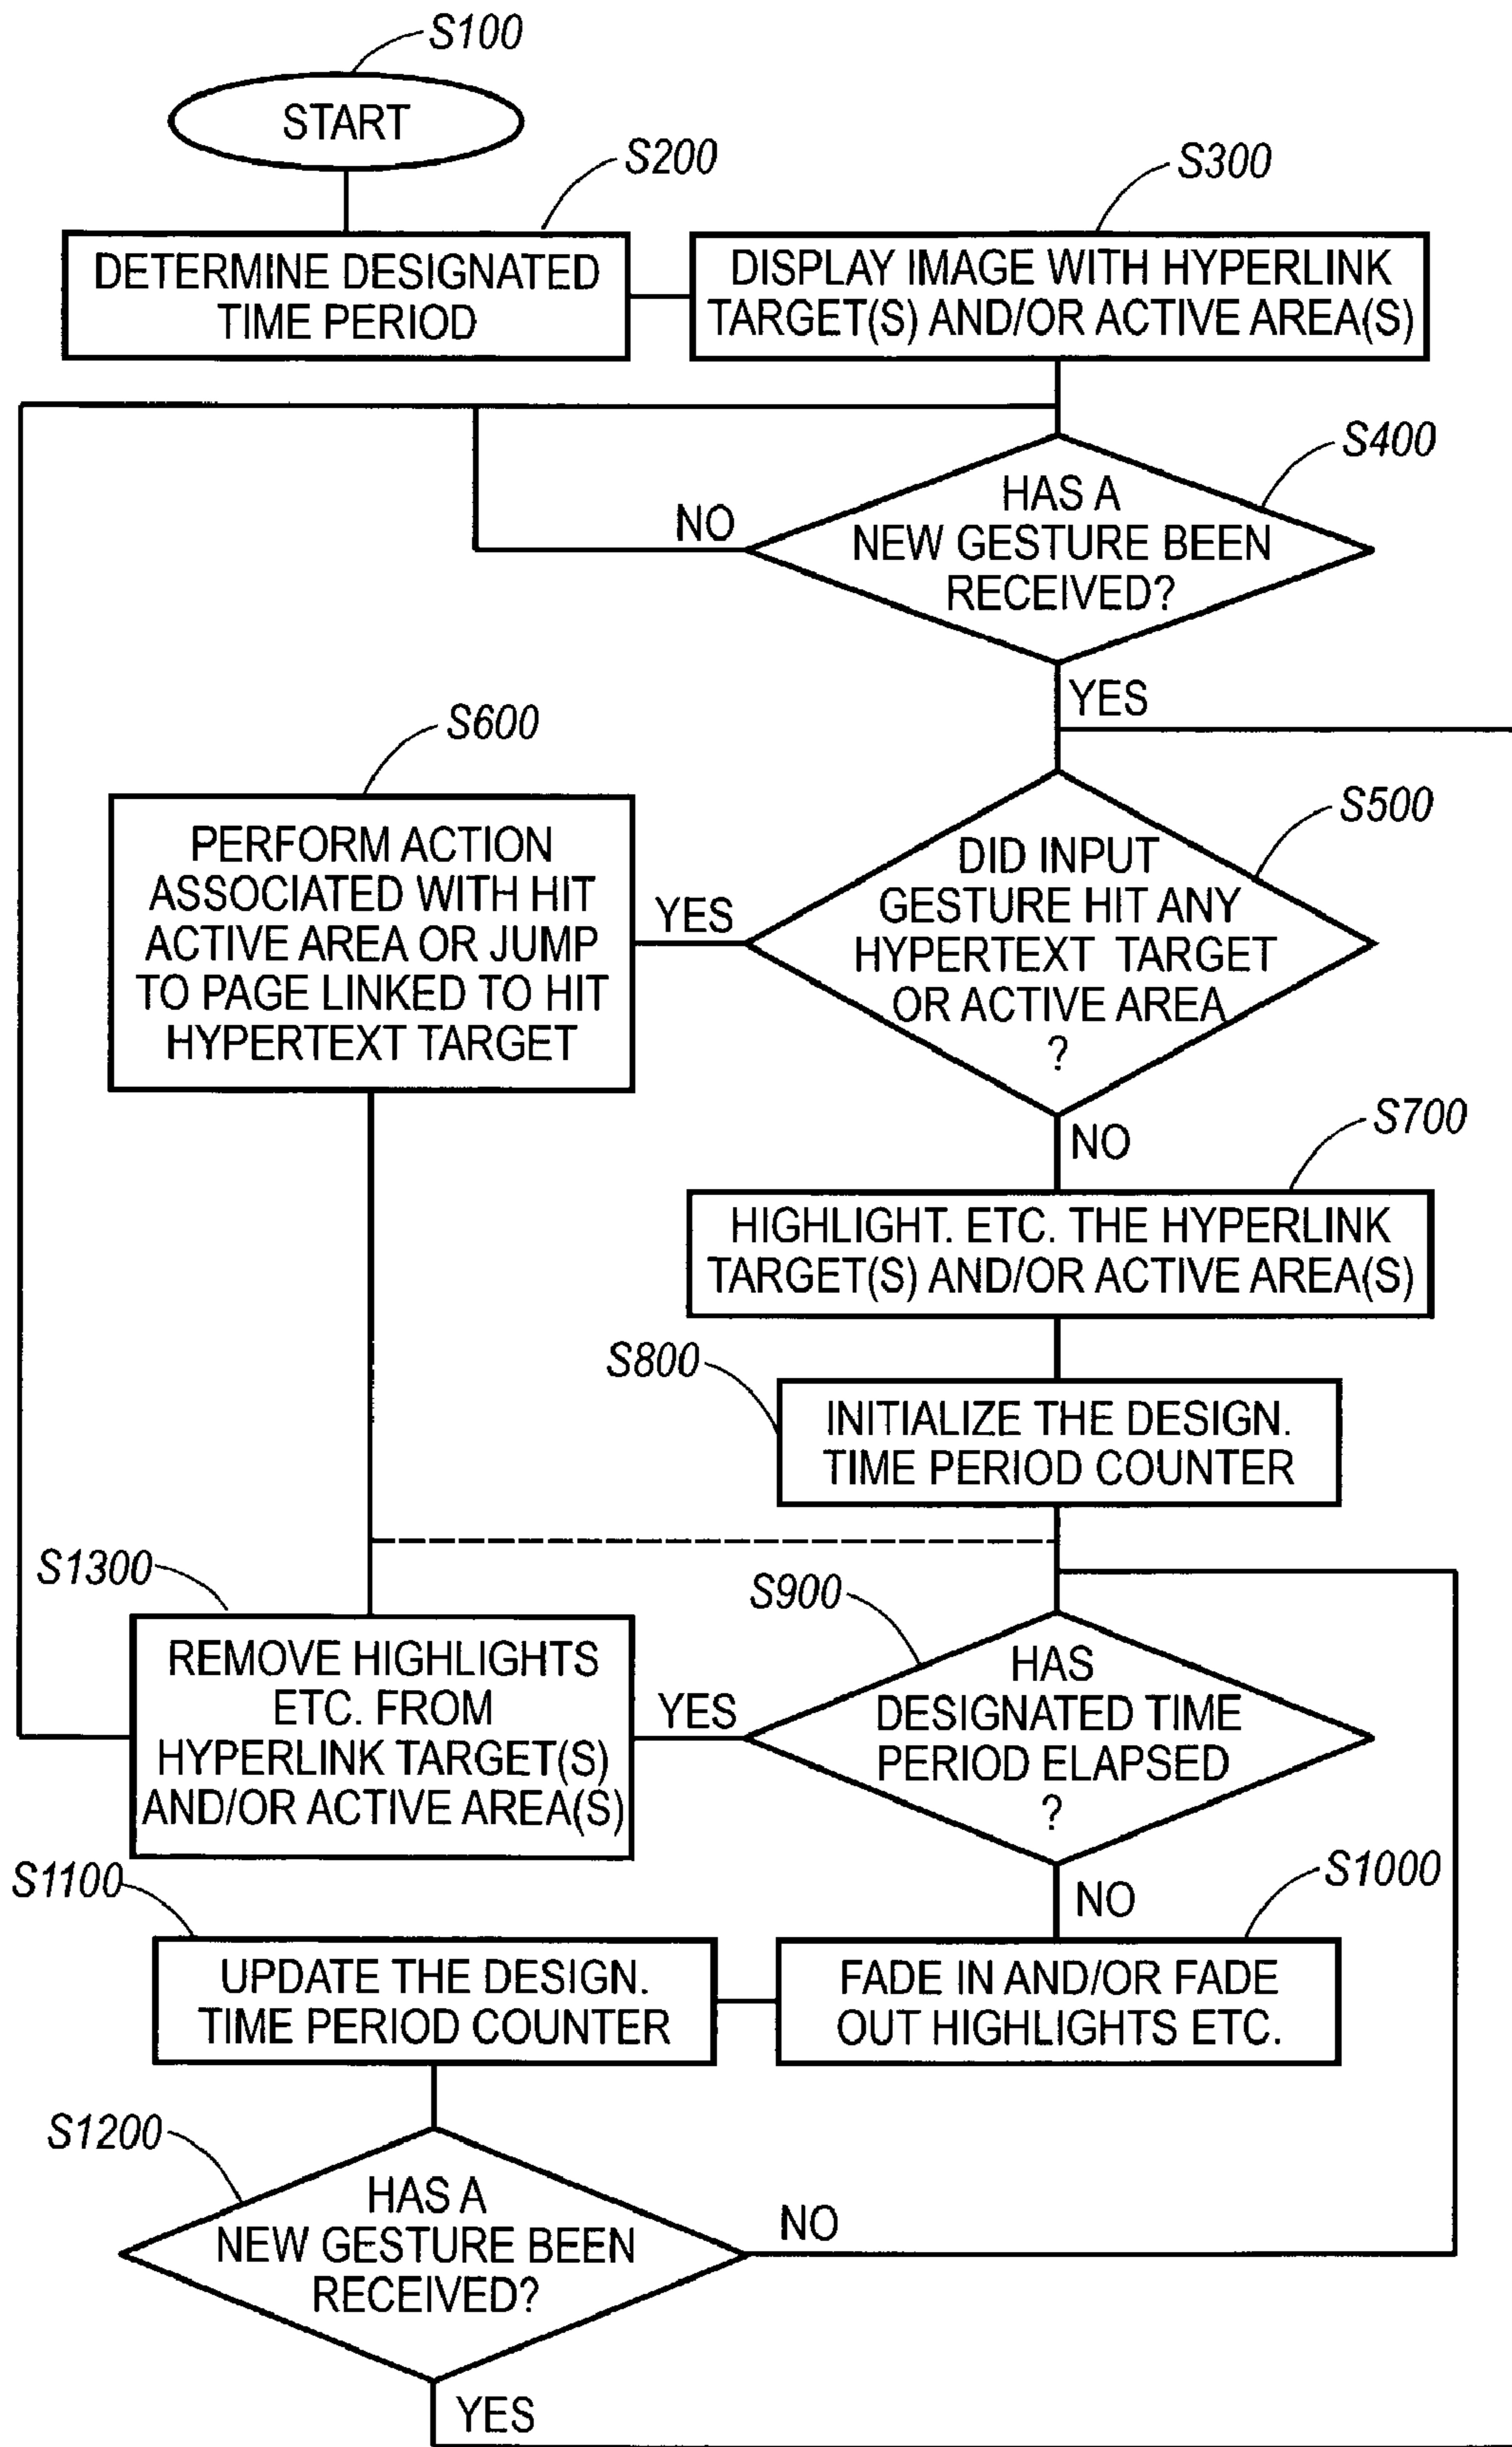 S100
START
S200
DETERMINE DESIGNATED
TIME PERIOD
S300
DISPLAY IMAGE WITH HYPERLINK
TARGET(S) AND/OR ACTIVE AREA(S)
S400
HAS A
NEW GESTURE BEEN
RECEIVED?
NO
YES
S500
DID INPUT
GESTURE HIT ANY
HYPERTEXT TARGET
OR ACTIVE AREA
?
YES
S600
PERFORM ACTION
ASSOCIATED WITH HIT
ACTIVE AREA OR JUMP
TO PAGE LINKED TO HIT
HYPERTEXT TARGET
NO
S700
HIGHLIGHT. ETC. THE HYPERLINK
TARGET(S) AND/OR ACTIVE AREA(S)
S800
INITIALIZE THE DESIGN.
TIME PERIOD COUNTER
S900
HAS
DESIGNATED TIME
PERIOD ELAPSED
?
YES
S1300
REMOVE HIGHLIGHTS
ETC. FROM
HYPERLINK TARGET(S)
AND/OR ACTIVE AREA(S)
NO
S1000
FADE IN AND/OR FADE
OUT HIGHLIGHTS ETC.
S1100
UPDATE THE DESIGN.
TIME PERIOD COUNTER
S1200
HAS A
NEW GESTURE BEEN
RECEIVED?
NO
YES